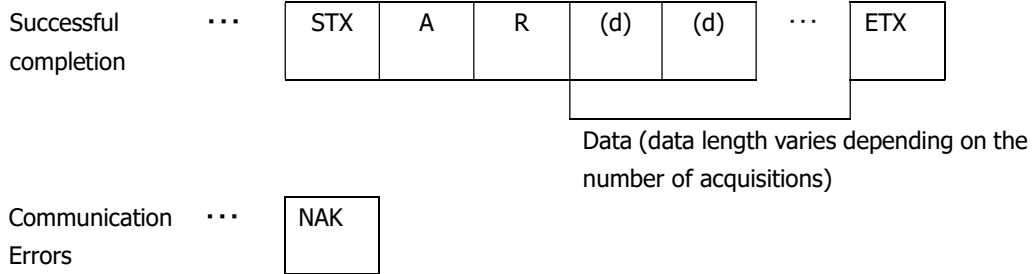 Successful ・・・ STX A R (d) (d) ・・・ ETX
completion
Data (data length varies depending on the
number of acquisitions)
Communication ・・・ NAK
Errors